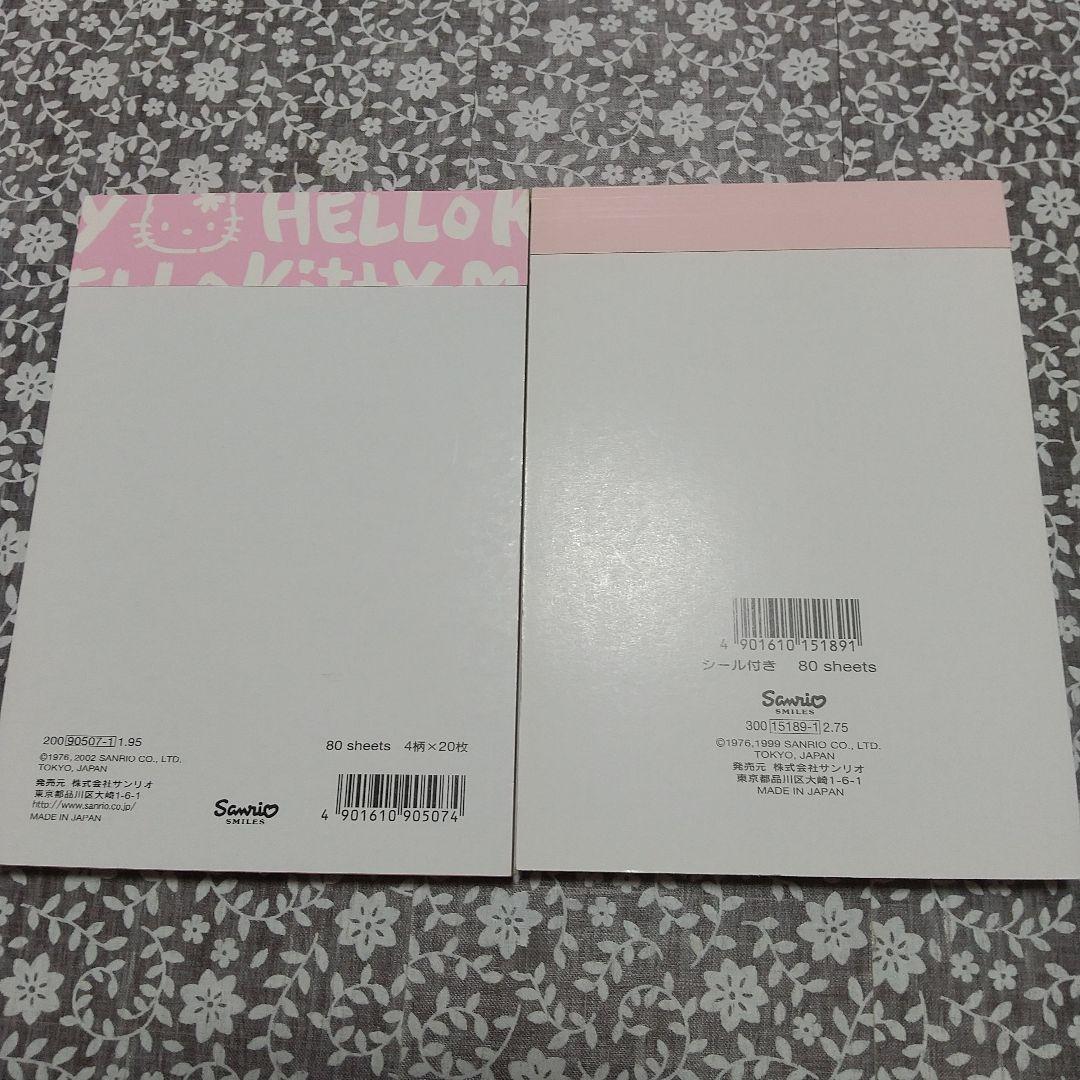 Y HELLO K
ELLO Kitty M
200 90507-1 1.95
©1976, 2002 SANRIO CO., LTD.
TOKYO, JAPAN
発売元 株式会社サンリオ
東京都品川区大崎1-6-1
http://www.sanrio.co.jp/
MADE IN JAPAN
Sanrio
SMILES
80 sheets 4柄×20枚
4 901610 905074
4 901610 151891
シール付き 80 sheets
Sanrio
SMILES
300 15189-1 2.75
©1976,1999 SANRIO CO., LTD.
TOKYO, JAPAN
発売元 株式会社サンリオ
東京都品川区大崎1-6-1
MADE IN JAPAN